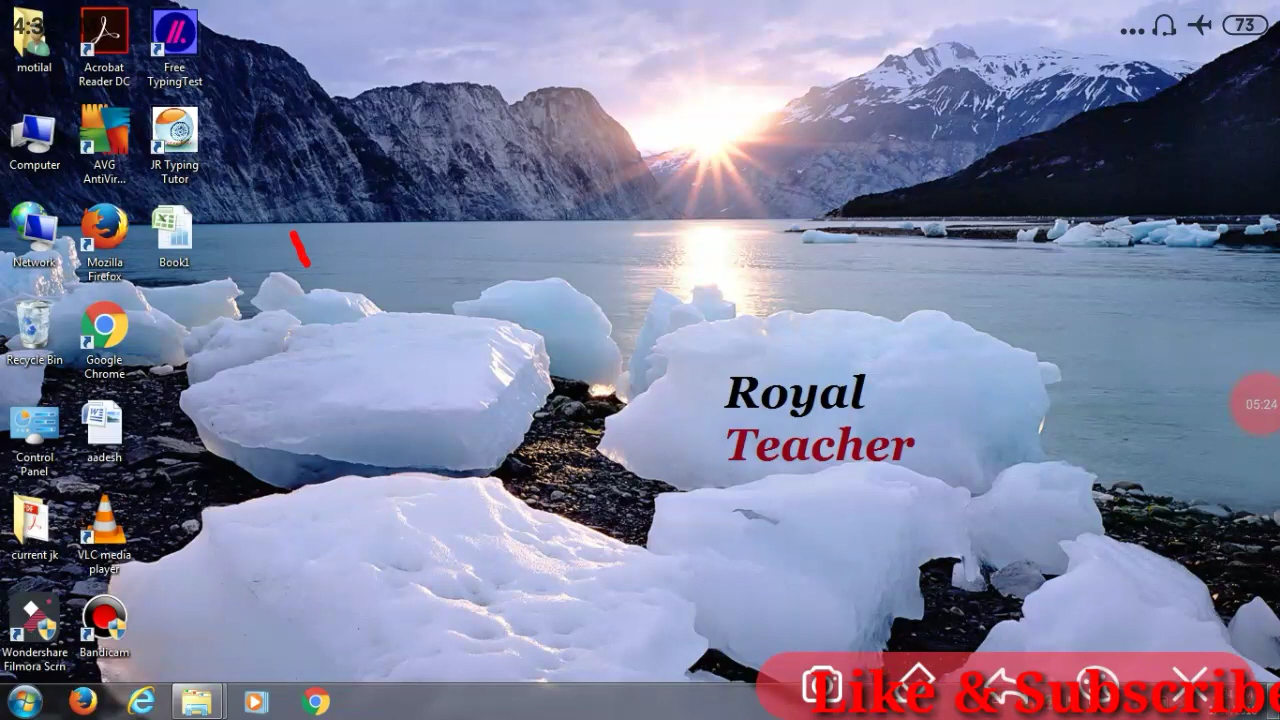 4:3
73
motilal
Acrobat
Reader DC
Free
TypingTest
Computer
AVG
AntiVir...
JR Typing
Tutor
Network
Mozilla
Firefox
Book1
Recycle Bin
Google
Chrome
Control
Panel
aadesh
current jk
VLC media
player
Wondershare
Filmora Scrn
Bandicam
Royal
Teacher
05:24
Like & Subscribe